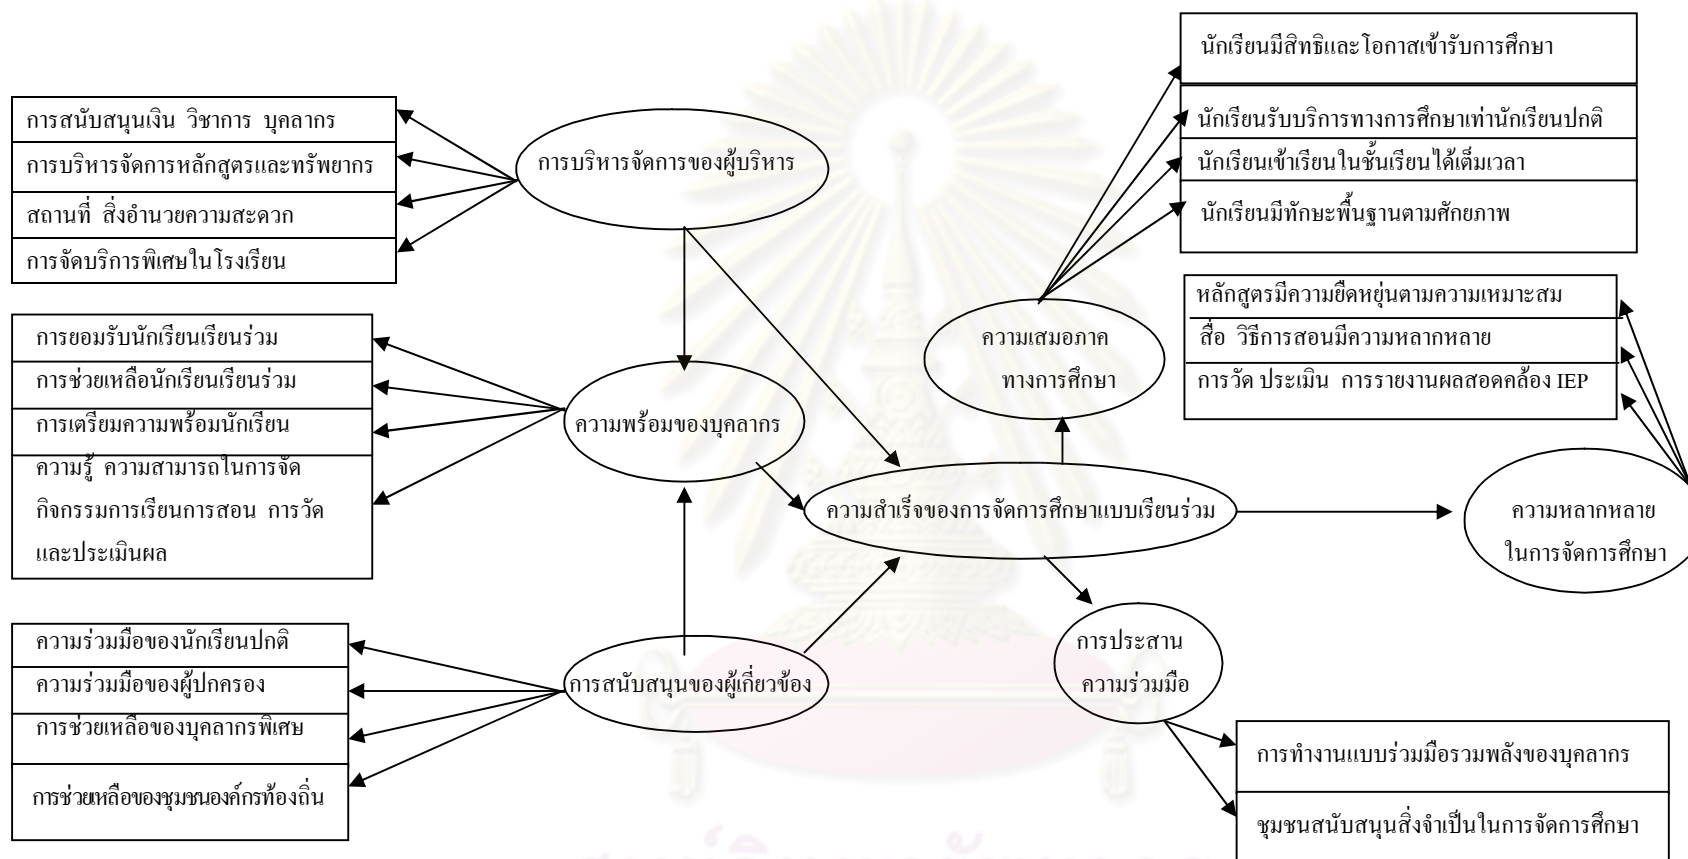 นักเรียนมีสิทธิและโอกาสเข้ารับการศึกษา
นักเรียนรับบริการทางการศึกษาเท่านักเรียนปกติ
นักเรียนเข้าเรียนในชั้นเรียนได้เต็มเวลา
นักเรียนมีทักษะพื้นฐานตามศักยภาพ
การสนับสนุนเงิน วิชาการ บุคลากร
การบริหารจัดการหลักสูตรและทรัพยากร
สถานที่ สิ่งอำนวยความสะดวก
การจัดบริการพิเศษในโรงเรียน
การบริหารจัดการของผู้บริหาร
หลักสูตรมีความยืดหยุ่นตามความเหมาะสม
สื่อ วิธีการสอนมีความหลากหลาย
การวัด ประเมิน การรายงานผลสอดคล้อง IEP
ความเสมอภาค
ทางการศึกษา
การยอมรับนักเรียนเรียนร่วม
การช่วยเหลือนักเรียนเรียนร่วม
การเตรียมความพร้อมนักเรียน
ความรู้ ความสามารถในการจัด
กิจกรรมการเรียนการสอน การวัด
และประเมินผล
ความพร้อมของบุคลากร
ความสำเร็จของการจัดการศึกษาแบบเรียนร่วม
ความหลากหลาย
ในการจัดการศึกษา
ความร่วมมือของนักเรียนปกติ
ความร่วมมือของผู้ปกครอง
การช่วยเหลือของบุคลากรพิเศษ
การช่วยเหลือของชุมชนองค์กรท้องถิ่น
การสนับสนุนของผู้เกี่ยวข้อง
การประสาน
ความร่วมมือ
การทำงานแบบร่วมมือรวมพลังของบุคลากร
ชุมชนสนับสนุนสิ่งจำเป็นในการจัดการศึกษา